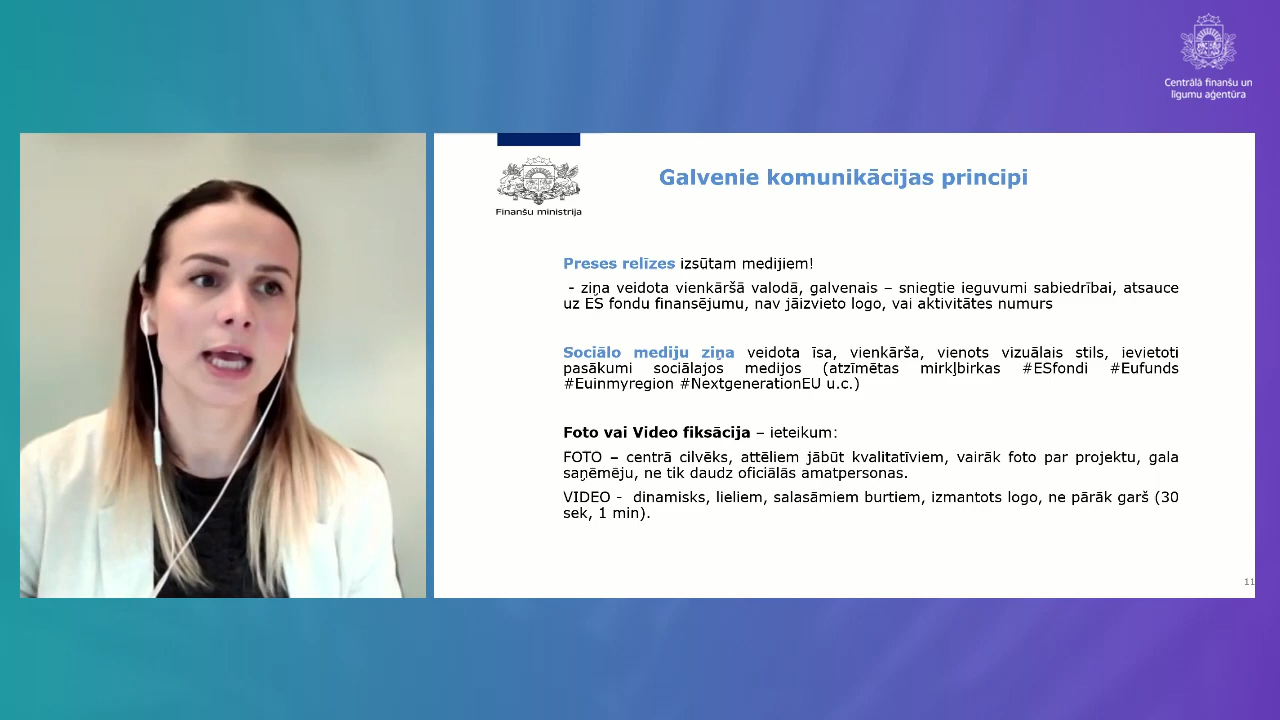 Centrālā finanšu un
līgumu aģentūra
Finanšu ministrija
Galvenie komunikācijas principi
Preses relīzes izsūtam medijiem!
- ziņa veidota vienkāršā valodā, galvenais – sniegtie ieguvumi sabiedrībai, atsauce
uz ES fondu finansējumu, nav jāizvieto logo, vai aktivitātes numurs
Sociālo mediju ziņa veidota īsa, vienkārša, vienots vizuālais stils, ievietoti
pasākumi sociālajos medijos (atzīmētas mirkļbirkas #ESfondi #Eufunds
#Euinmyregion #NextgenerationEU u.c.)
Foto vai Video fiksācija – ieteikum:
FOTO – centrā cilvēks, attēliem jābūt kvalitatīviem, vairāk foto par projektu, gala
saņēmēju, ne tik daudz oficiālās amatpersonas.
VIDEO - dinamisks, lieliem, salasāmiem burtiem, izmantots logo, ne pārāk garš (30
sek, 1 min).
11